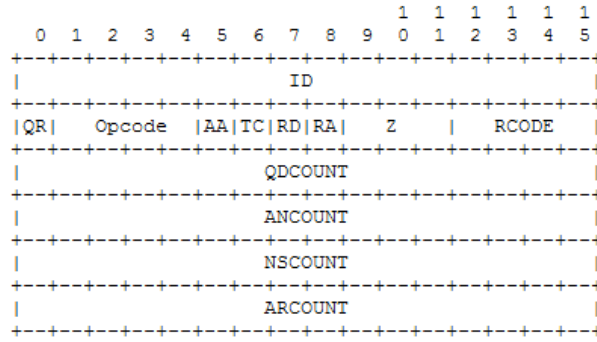 1 1 1 1 1 1
0 1 2 3 4 5 6 7 8 9 0 1 2 3 4 5
+--+--+--+--+--+--+--+--+--+--+--+--+--+--+--+--+
| ID |
+--+--+--+--+--+--+--+--+--+--+--+--+--+--+--+--+
|QR| Opcode |AA|TC|RD|RA| Z | RCODE |
+--+--+--+--+--+--+--+--+--+--+--+--+--+--+--+--+
| QDCOUNT |
+--+--+--+--+--+--+--+--+--+--+--+--+--+--+--+--+
| ANCOUNT |
+--+--+--+--+--+--+--+--+--+--+--+--+--+--+--+--+
| NSCOUNT |
+--+--+--+--+--+--+--+--+--+--+--+--+--+--+--+--+
| ARCOUNT |
+--+--+--+--+--+--+--+--+--+--+--+--+--+--+--+--+